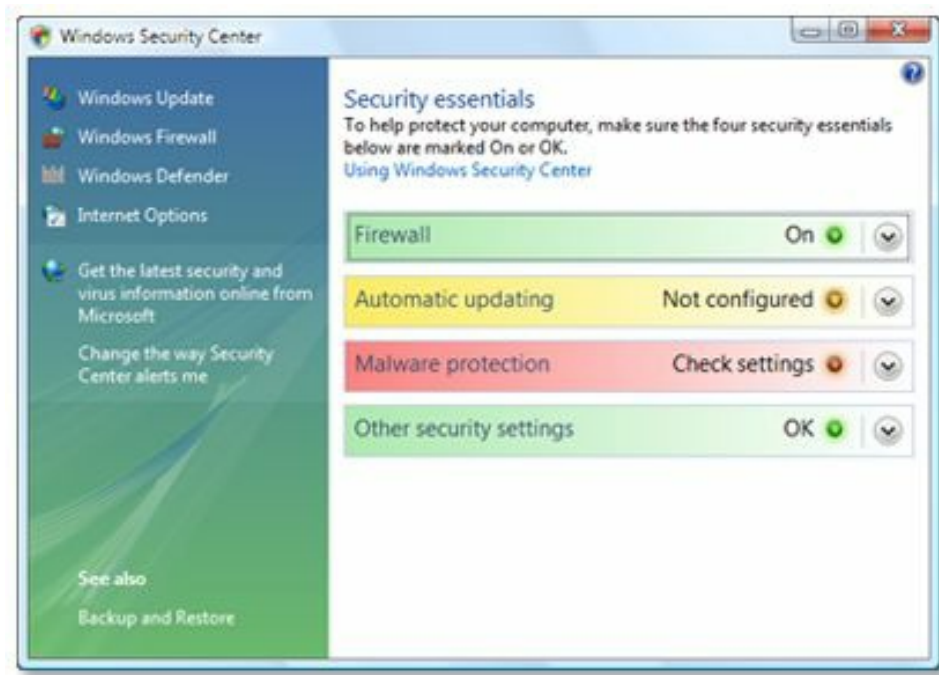 Windows Security Center
Windows Update
Windows Firewall
Windows Defender
Internet Options
Get the latest security and
virus information online from
Microsoft
Change the way Security
Center alerts me
See also
Backup and Restore
Security essentials
To help protect your computer, make sure the four security essentials
below are marked On or OK.
Using Windows Security Center
Firewall On
Automatic updating Not configured
Malware protection Check settings
Other security settings OK